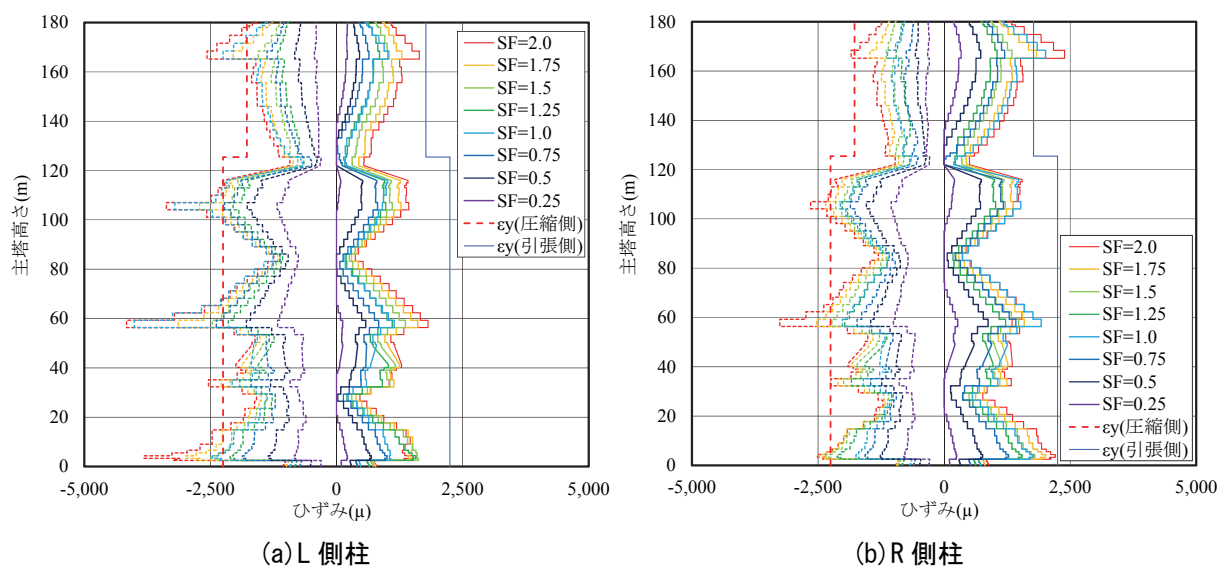 180
160
140
120
100
80
60
40
20
0
主塔高さ(m)
-5,000
-2,500
0
2,500
5,000
ひずみ(μ)
SF=2.0
SF=1.75
SF=1.5
SF=1.25
SF=1.0
SF=0.75
SF=0.5
SF=0.25
εy(圧縮側)
εy(引張側)
(a)L 側柱
180
160
140
120
100
80
60
40
20
0
主塔高さ(m)
-5,000
-2,500
0
2,500
5,000
ひずみ(μ)
SF=2.0
SF=1.75
SF=1.5
SF=1.25
SF=1.0
SF=0.75
SF=0.5
SF=0.25
εy(圧縮側)
εy(引張側)
(b)R 側柱